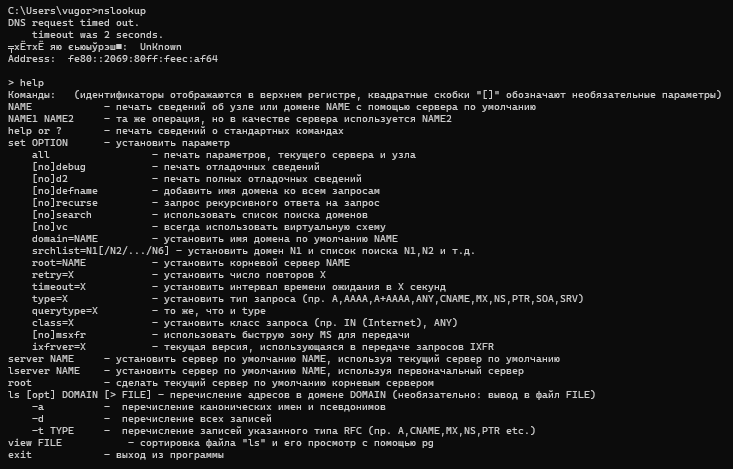 C:\Users\vugor>nslookup
DNS request timed out.
    timeout was 2 seconds.
╤хЁтхЁ яю єьюыўрэш■:  UnKnown
Address:  fe80::2069:80ff:feec:af64

> help
Команды:   (идентификаторы отображаются в верхнем регистре, квадратные скобки "[]" обозначают необязательные параметры)
NAME            – печать сведений об узле или домене NAME с помощью сервера по умолчанию
NAME1 NAME2     – та же операция, но в качестве сервера используется NAME2
help or ?       – печать сведений о стандартных командах
set OPTION      – установить параметр
    all                 – печать параметров, текущего сервера и узла
    [no]debug           – печать отладочных сведений
    [no]d2              – печать полных отладочных сведений
    [no]defname         – добавить имя домена ко всем запросам
    [no]recurse         – запрос рекурсивного ответа на запрос
    [no]search          – использовать список поиска доменов
    [no]vc              – всегда использовать виртуальную схему
    domain=NAME         – установить имя домена по умолчанию NAME
    srchlist=N1[/N2/.../N6] – установить домен N1 и список поиска N1,N2 и т.д.
    root=NAME           – установить корневой сервер NAME
    retry=X             – установить число повторов X
    timeout=X           – установить интервал времени ожидания в X секунд
    type=X              – установить тип запроса (пр. A,AAAA,A+AAAA,ANY,CNAME,MX,NS,PTR,SOA,SRV)
    querytype=X         – то же, что и type
    class=X             – установить класс запроса (пр. IN (Internet), ANY)
    [no]msxfr           – использовать быструю зону MS для передачи
    ixfrver=X           – текущая версия, использующаяся в передаче запросов IXFR
server NAME     – установить сервер по умолчанию NAME, используя текущий сервер по умолчанию
lserver NAME    – установить сервер по умолчанию NAME, используя первоначальный сервер
root            – сделать текущий сервер по умолчанию корневым сервером
ls [opt] DOMAIN [> FILE] – перечисление адресов в домене DOMAIN (необязательно: вывод в файл FILE)
    –a          –  перечисление канонических имен и псевдонимов
    –d          –  перечисление всех записей
    –t TYPE     –  перечисление записей указанного типа RFC (пр. A,CNAME,MX,NS,PTR etc.)
view FILE           – сортировка файла "ls" и его просмотр с помощью pg
exit            – выход из программы